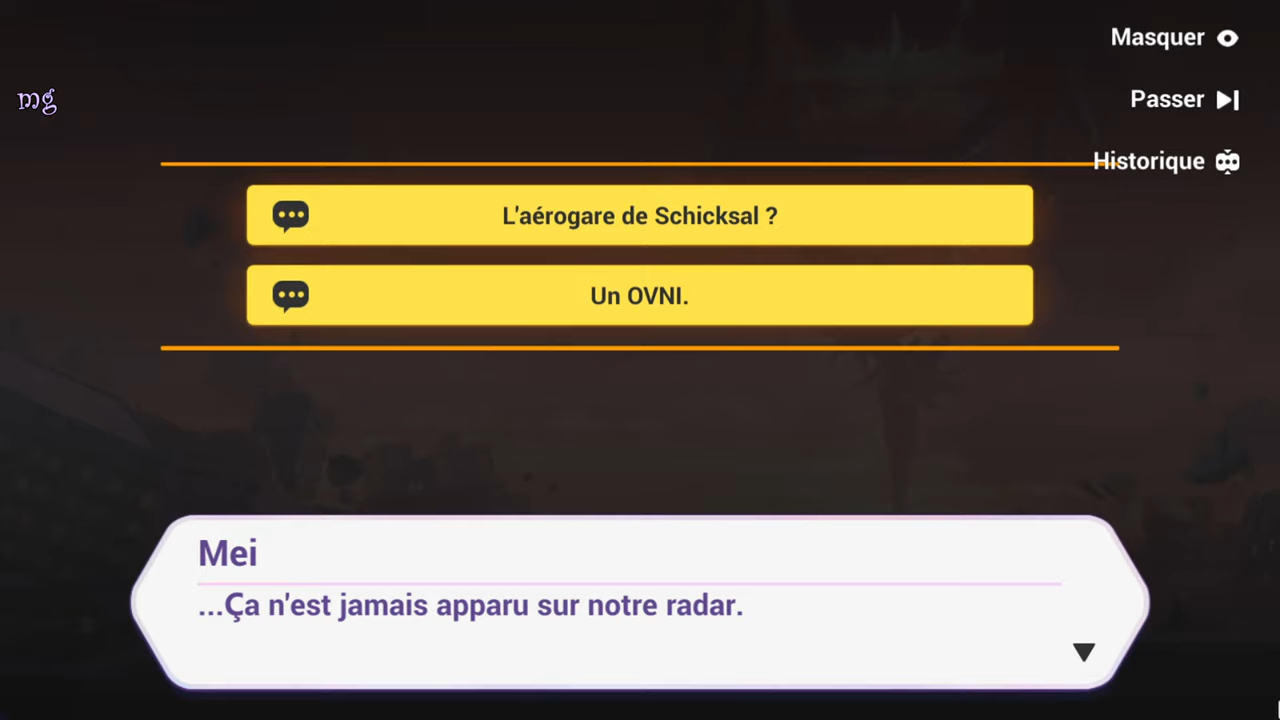 Masquer
mg
Passer
Historique
L'aérogare de Schicksal ?
Un OVNI.
Mei
...Ça n'est jamais apparu sur notre radar.